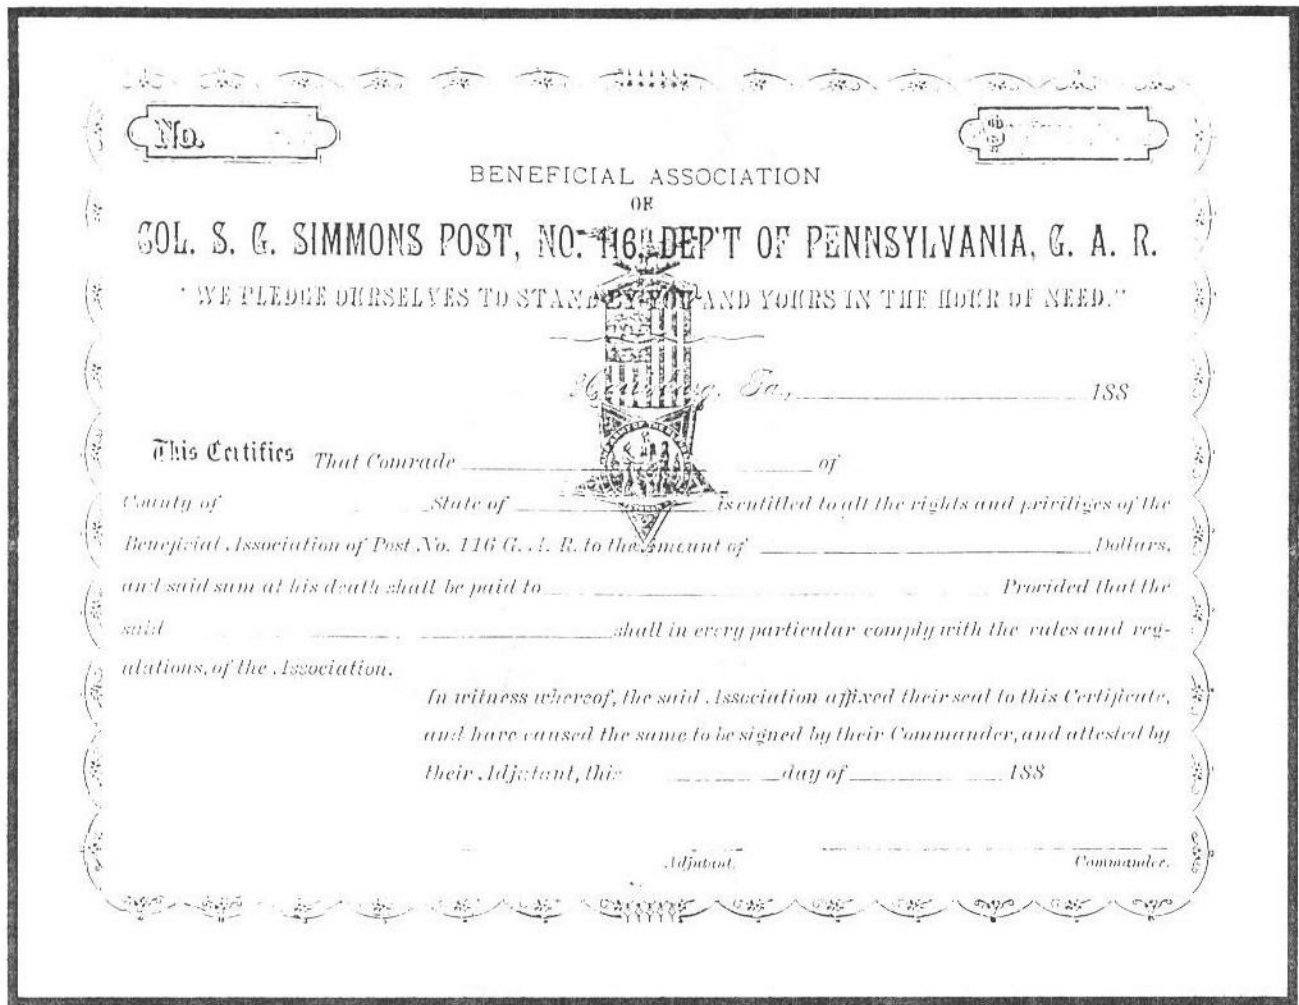 No.
$
BENEFICIAL ASSOCIATION
OF
COL. S. G. SIMMONS POST, NO. 116, DEP'T OF PENNSYLVANIA, G. A. R.
"WE PLEDGE OURSELVES TO STAND BY YOU AND YOURS IN THE HOUR OF NEED."
Pa., 188
This Certifies That Comrade of
County of State of is entitled to all the rights and priviliges of the
Beneficial Association of Post No. 116 G. A. R. to the Amount of Dollars,
and said sum at his death shall be paid to Provided that the
said shall in every particular comply with the rules and reg-
ulations, of the Association.
In witness whereof, the said Association affixed their seal to this Certificate,
and have caused the same to be signed by their Commander, and attested by
their Adjutant, this day of 188
Adjutant. Commander.